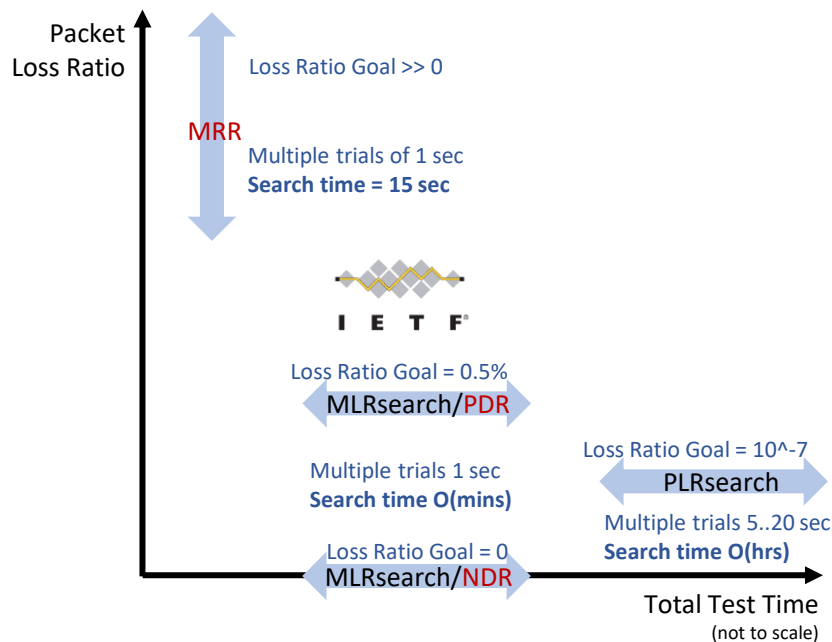 Packet
Loss Ratio
Loss Ratio Goal >> 0
MRR
Multiple trials of 1 sec
Search time = 15 sec
I E T F®
Loss Ratio Goal = 0.5%
MLRsearch/PDR
Loss Ratio Goal = 10^-7
PLRsearch
Multiple trials 1 sec
Search time O(mins)
Multiple trials 5..20 sec
Search time O(hrs)
Loss Ratio Goal = 0
MLRsearch/NDR
Total Test Time
(not to scale)